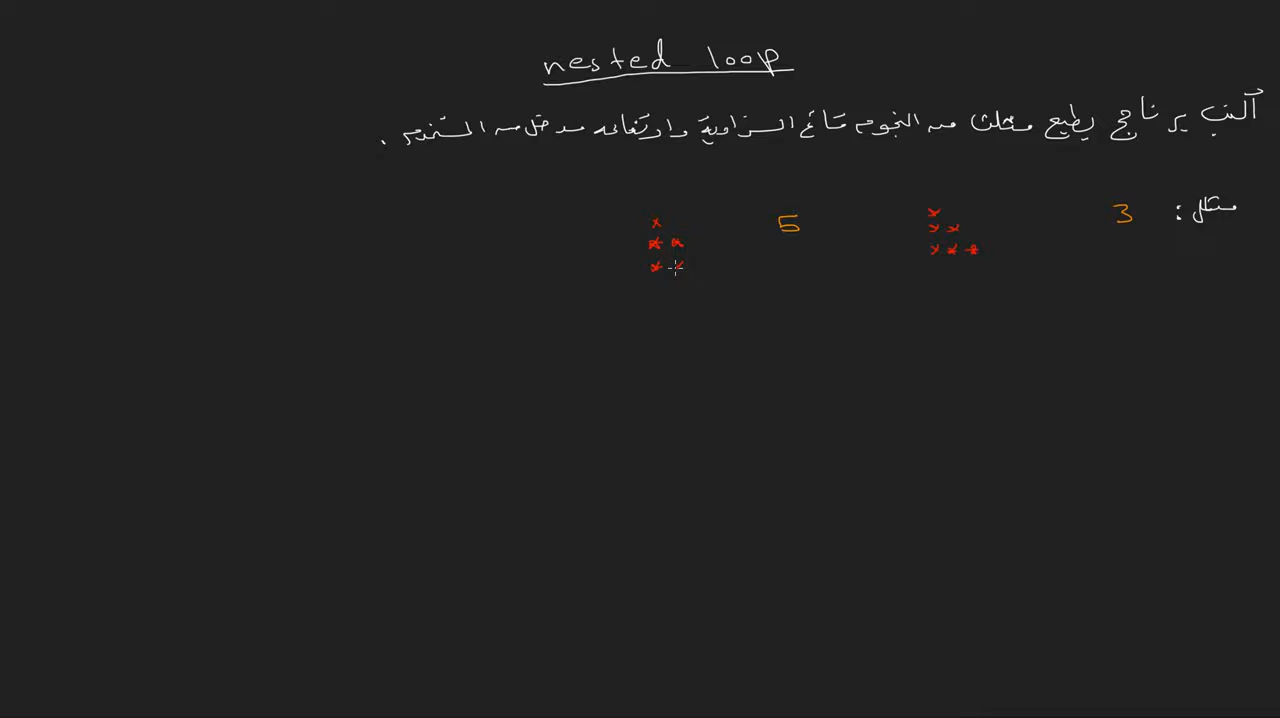 nested loop
اكتب برنامج يطبع مثلث من النجوم قائم الزاوية وارتفاعه مدخل من المستخدم .
مثال : 3 5